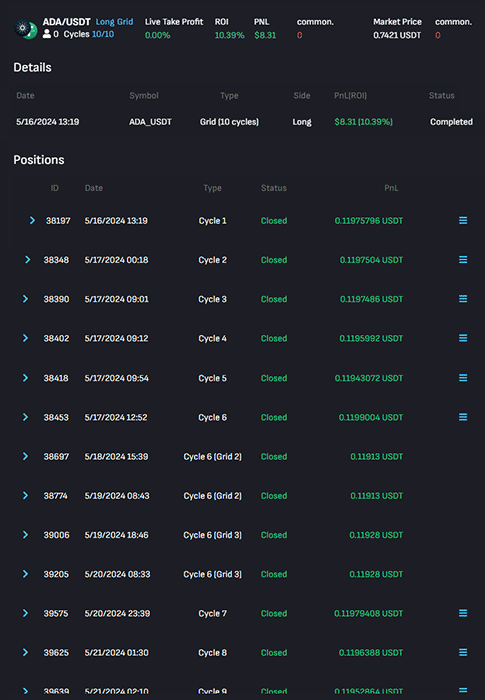 ADA/USDT Long Grid Live Take Profit ROI PNL common. Market Price common.
0 Cycles 10/10 0.00% 10.39% $8.31 0 0.7421 USDT 0
Details
Date Symbol Type Side PnL(ROI) Status
5/16/2024 13:19 ADA_USDT Grid (10 cycles) Long $8.31 (10.39%) Completed
Positions
ID Date Type Status PnL
38197 5/16/2024 13:19 Cycle 1 Closed 0.11975796 USDT
38348 5/17/2024 00:18 Cycle 2 Closed 0.1197504 USDT
38390 5/17/2024 09:01 Cycle 3 Closed 0.1197486 USDT
38402 5/17/2024 09:12 Cycle 4 Closed 0.1195992 USDT
38418 5/17/2024 09:54 Cycle 5 Closed 0.11943072 USDT
38453 5/17/2024 12:52 Cycle 6 Closed 0.1199004 USDT
38697 5/18/2024 15:39 Cycle 6 (Grid 2) Closed 0.11913 USDT
38774 5/19/2024 08:43 Cycle 6 (Grid 2) Closed 0.11913 USDT
39006 5/19/2024 18:46 Cycle 6 (Grid 3) Closed 0.11928 USDT
39205 5/20/2024 08:33 Cycle 6 (Grid 3) Closed 0.11928 USDT
39575 5/20/2024 23:39 Cycle 7 Closed 0.11979408 USDT
39625 5/21/2024 01:30 Cycle 8 Closed 0.1196388 USDT
39639 5/21/2024 02:10 Cycle 9 Closed 0.11952864 USDT